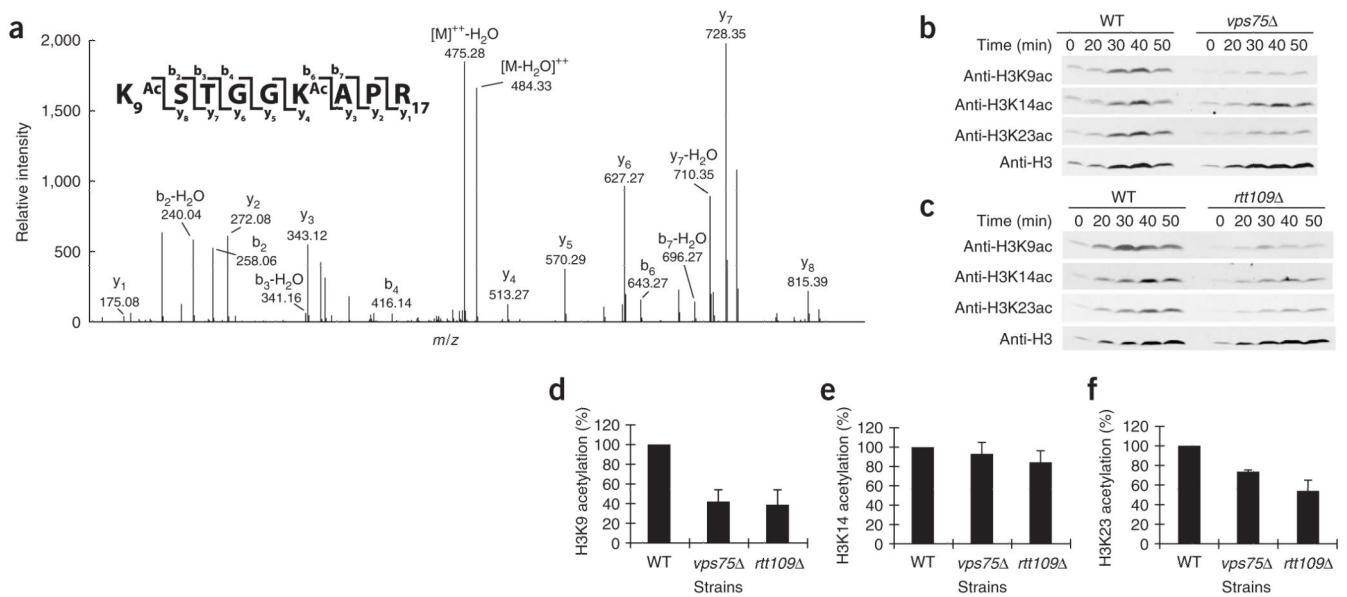 a
2,000
1,500
1,000
500
0
Relative intensity
m/z
b2 b3 b4 b6 b7
K9 Ac S T G G K Ac A P R 17
y8 y7 y6 y5 y4 y3 y2 y1
y1
175.08
b2-H2O
240.04
b2
258.06
y2
272.08
b3-H2O
341.16
y3
343.12
b4
416.14
[M]++-H2O
475.28
[M-H2O]++
484.33
y4
513.27
y5
570.29
y6
627.27
b6
643.27
b7-H2O
696.27
y7-H2O
710.35
y7
728.35
y8
815.39
b
WT vps75Δ
Time (min) 0 20 30 40 50 0 20 30 40 50
Anti-H3K9ac
Anti-H3K14ac
Anti-H3K23ac
Anti-H3
c
WT rtt109Δ
Time (min) 0 20 30 40 50 0 20 30 40 50
Anti-H3K9ac
Anti-H3K14ac
Anti-H3K23ac
Anti-H3
d
H3K9 acetylation (%)
120
100
80
60
40
20
0
WT vps75Δ rtt109Δ
Strains
e
H3K14 acetylation (%)
120
100
80
60
40
20
0
WT vps75Δ rtt109Δ
Strains
f
H3K23 acetylation (%)
120
100
80
60
40
20
0
WT vps75Δ rtt109Δ
Strains